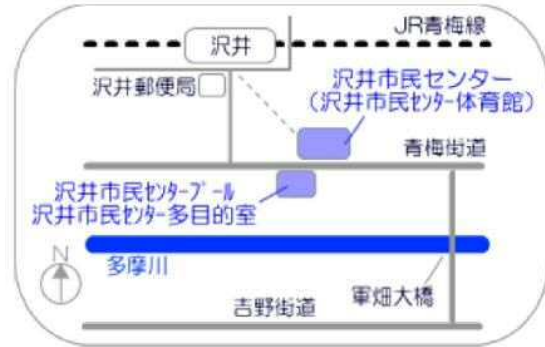 JR青梅線
沢井
沢井郵便局
沢井市民センター
(沢井市民ｾﾝﾀｰ体育館)
青梅街道
沢井市民ｾﾝﾀｰﾌﾟｰﾙ
沢井市民ｾﾝﾀｰ多目的室
N
多摩川
軍畑大橋
吉野街道